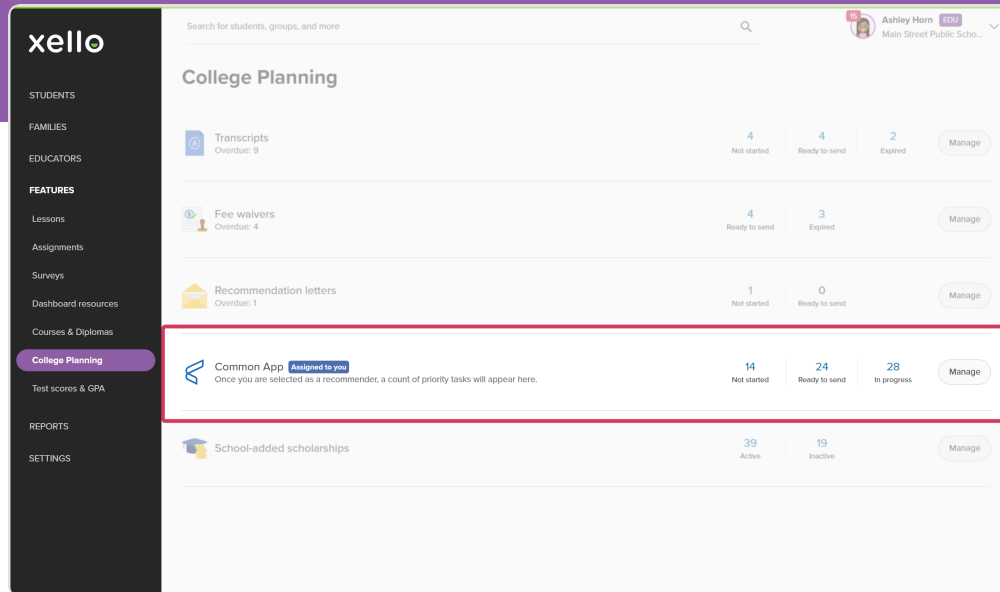 xello
Search for students, groups, and more
15
Ashley Horn EDU
Main Street Public Scho...
College Planning
STUDENTS
FAMILIES
EDUCATORS
FEATURES
Lessons
Assignments
Surveys
Dashboard resources
Courses & Diplomas
College Planning
Test scores & GPA
REPORTS
SETTINGS
Transcripts
Overdue: 9
4
Not started
4
Ready to send
2
Expired
Manage
Fee waivers
Overdue: 4
4
Ready to send
3
Expired
Manage
Recommendation letters
Overdue: 1
1
Not started
0
Ready to send
Manage
Common App Assigned to you
Once you are selected as a recommender, a count of priority tasks will appear here.
14
Not started
24
Ready to send
28
In progress
Manage
School-added scholarships
39
Active
19
Inactive
Manage